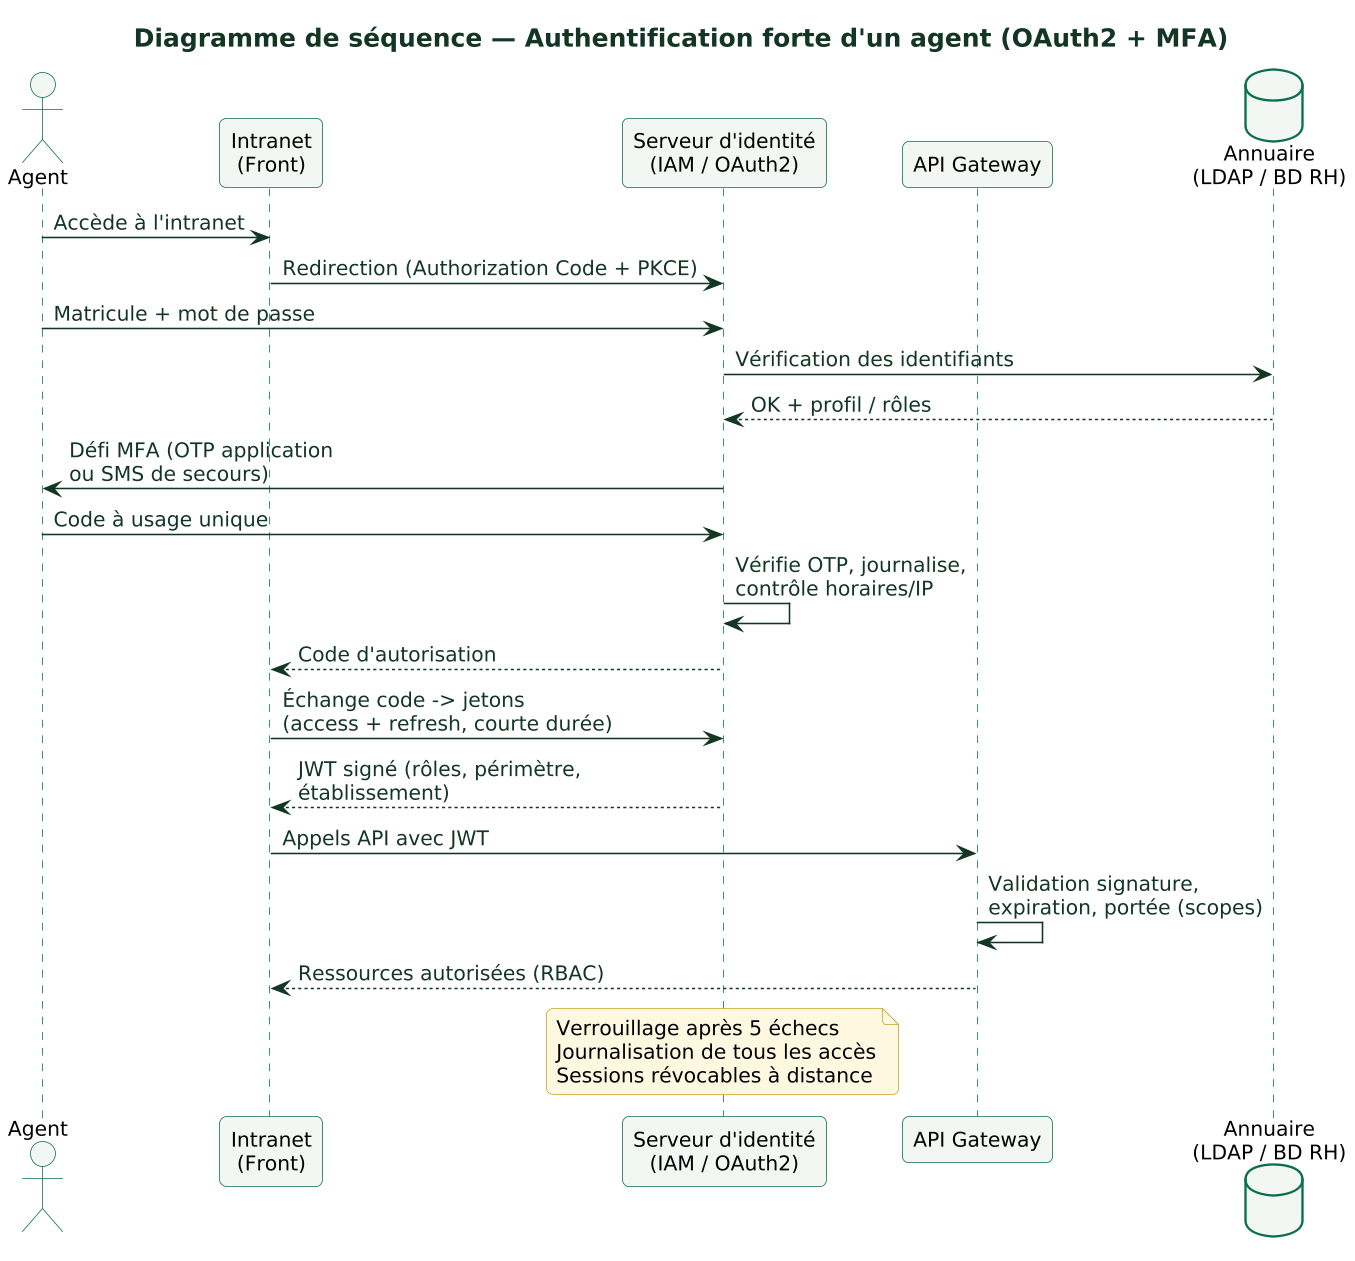 Diagramme de séquence — Authentification forte d'un agent (OAuth2 + MFA)
Agent
Intranet
(Front)
Serveur d'identité
(IAM / OAuth2)
API Gateway
Annuaire
(LDAP / BD RH)
Accède à l'intranet
Redirection (Authorization Code + PKCE)
Matricule + mot de passe
Vérification des identifiants
OK + profil / rôles
Défi MFA (OTP application
ou SMS de secours)
Code à usage unique
Vérifie OTP, journalise,
contrôle horaires/IP
Code d'autorisation
Échange code -> jetons
(access + refresh, courte durée)
JWT signé (rôles, périmètre,
établissement)
Appels API avec JWT
Validation signature,
expiration, portée (scopes)
Ressources autorisées (RBAC)
Verrouillage après 5 échecs
Journalisation de tous les accès
Sessions révocables à distance
Agent
Intranet
(Front)
Serveur d'identité
(IAM / OAuth2)
API Gateway
Annuaire
(LDAP / BD RH)